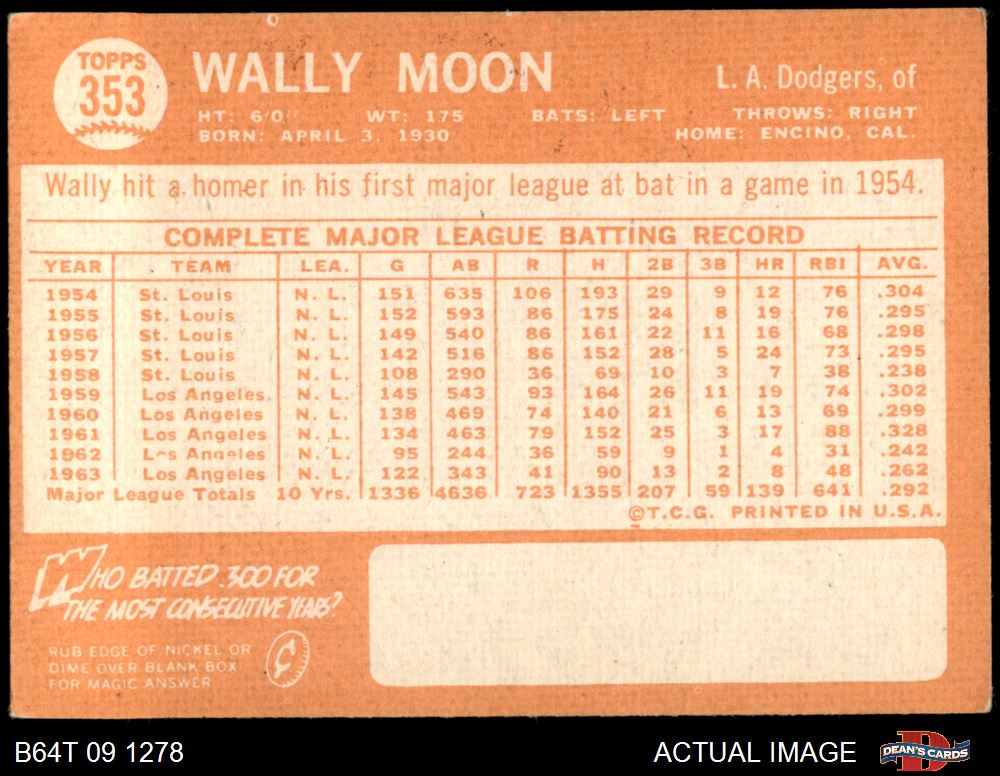 TOPPS
353
WALLY MOON
L. A. Dodgers, of
HT: 6/0 WT: 175 BATS: LEFT THROWS: RIGHT
BORN: APRIL 3, 1930 HOME: ENCINO, CAL.
Wally hit a homer in his first major league at bat in a game in 1954.
COMPLETE MAJOR LEAGUE BATTING RECORD
YEAR TEAM LEA. G AB R H 2B 3B HR RBI AVG.
1954 St. Louis N. L. 151 635 106 193 29 9 12 76 .304
1955 St. Louis N. L. 152 593 86 175 24 8 19 76 .295
1956 St. Louis N. L. 149 540 86 161 22 11 16 68 .298
1957 St. Louis N. L. 142 516 86 152 28 5 24 73 .295
1958 St. Louis N. L. 108 290 36 69 10 3 7 38 .238
1959 Los Angeles N. L. 145 543 93 164 26 11 19 74 .302
1960 Los Angeles N. L. 138 469 74 140 21 6 13 69 .299
1961 Los Angeles N. L. 134 463 79 152 25 3 17 88 .328
1962 Los Angeles N. L. 95 244 36 59 9 1 4 31 .242
1963 Los Angeles N. L. 122 343 41 90 13 2 8 48 .262
Major League Totals 10 Yrs. 1336 4636 723 1355 207 59 139 641 .292
©T.C.G. PRINTED IN U.S.A.
WHO BATTED .300 FOR
THE MOST CONSECUTIVE YEARS?
RUB EDGE OF NICKEL OR
DIME OVER BLANK BOX
FOR MAGIC ANSWER
¢
B64T 09 1278
ACTUAL IMAGE
D
DEAN'S CARDS